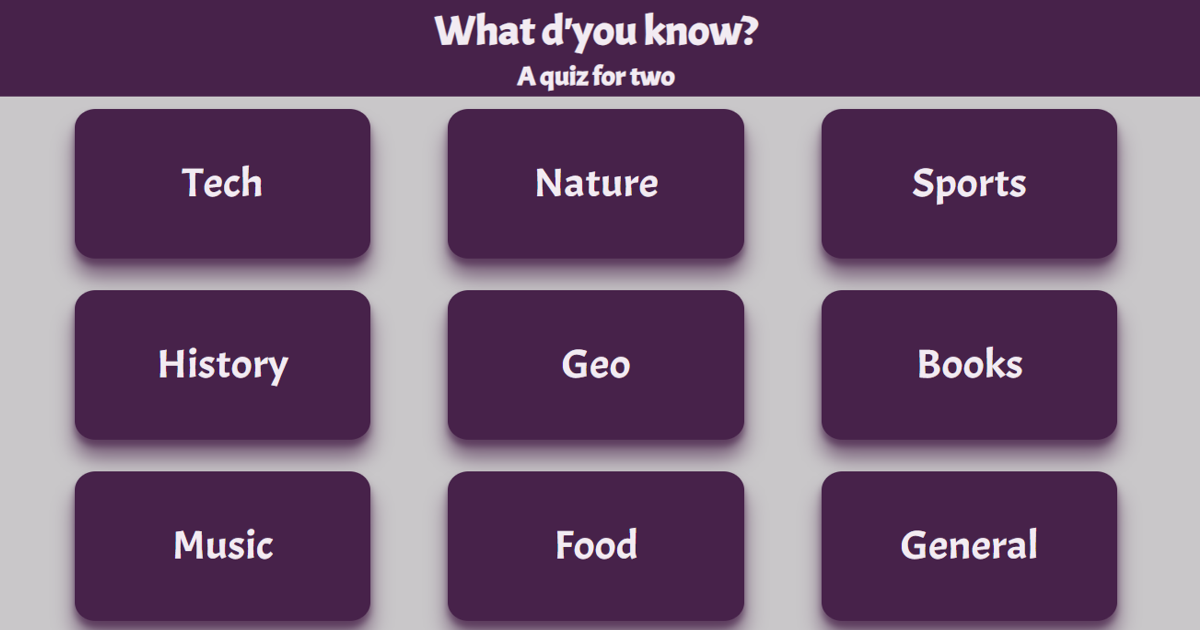 What d'you know?
A quiz for two
Tech
Nature
Sports
History
Geo
Books
Music
Food
General